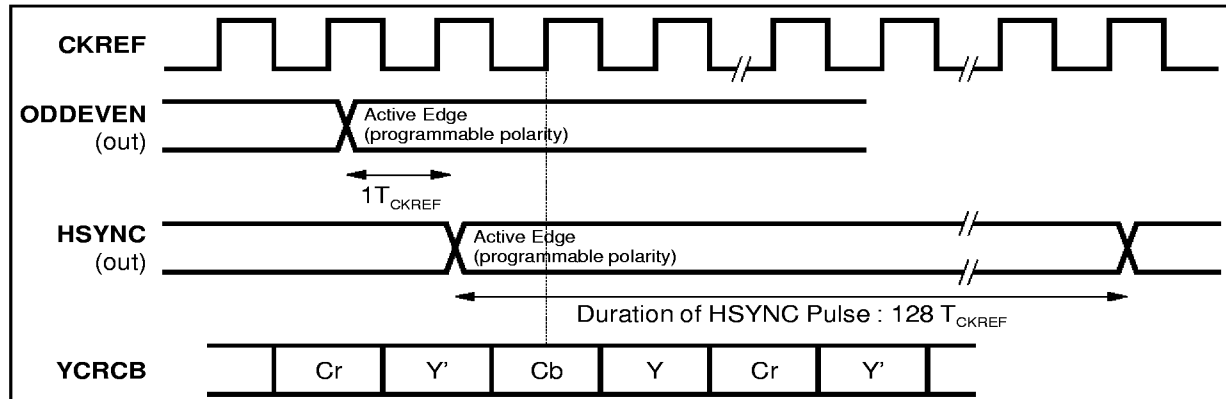 CKREF
ODDEVEN
(out)
Active Edge
(programmable polarity)
1T_CKREF
HSYNC
(out)
Active Edge
(programmable polarity)
Duration of HSYNC Pulse : 128 T_CKREF
YCRCB Cr Y' Cb Y Cr Y'